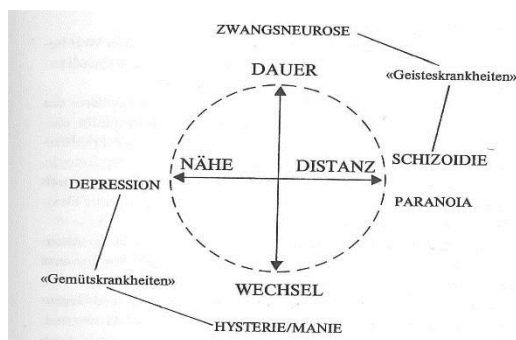 ZWANGSNEUROSE
DAUER
«Geisteskrankheiten»
NÄHE
DISTANZ
SCHIZOIDIE
DEPRESSION
PARANOIA
«Gemütskrankheiten»
WECHSEL
HYSTERIE/MANIE